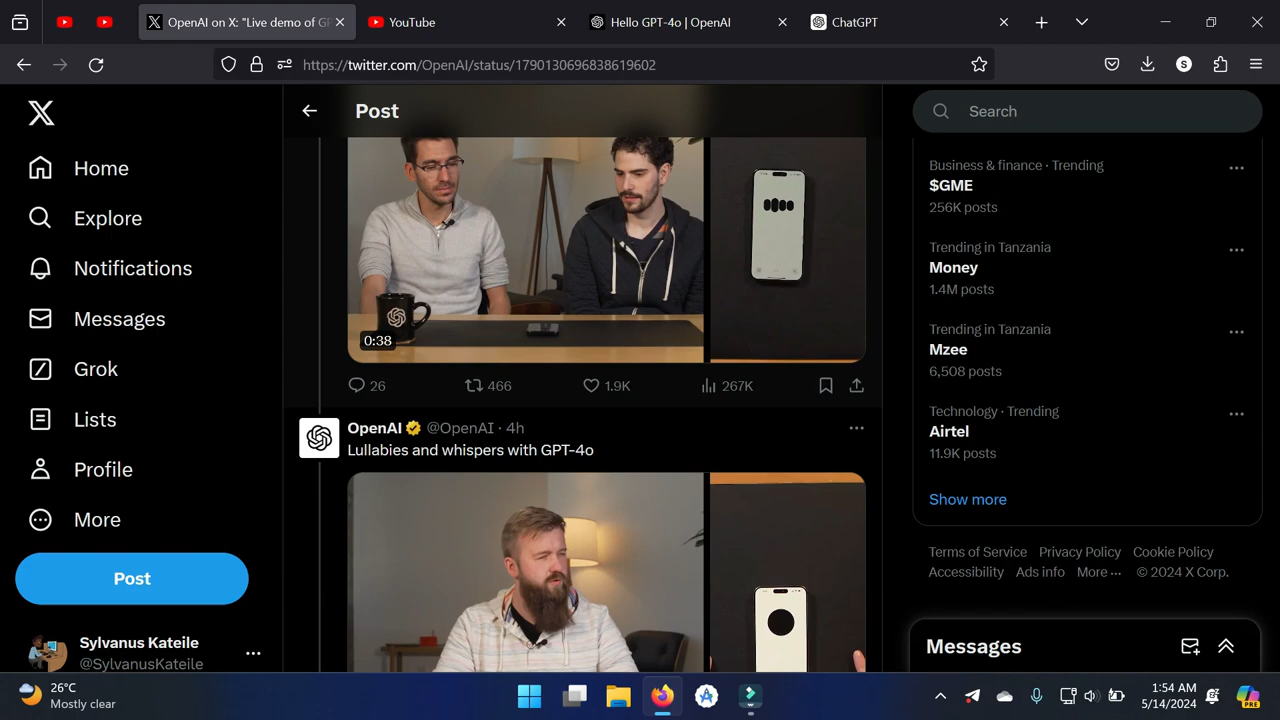 OpenAI on X: "Live demo of GP
YouTube
Hello GPT-4o | OpenAI
ChatGPT
https://twitter.com/OpenAI/status/1790130696838619602
S
Home
Explore
Notifications
Messages
Grok
Lists
Profile
More
Post
Sylvanus Kateile
@SylvanusKateile
Post
0:38
26
466
1.9K
267K
OpenAI @OpenAI · 4h
Lullabies and whispers with GPT-4o
Search
Business & finance · Trending
$GME
256K posts
Trending in Tanzania
Money
1.4M posts
Trending in Tanzania
Mzee
6,508 posts
Technology · Trending
Airtel
11.9K posts
Show more
Terms of Service Privacy Policy Cookie Policy
Accessibility Ads info More ··· © 2024 X Corp.
Messages
26°C
Mostly clear
PRE
1:54 AM
5/14/2024